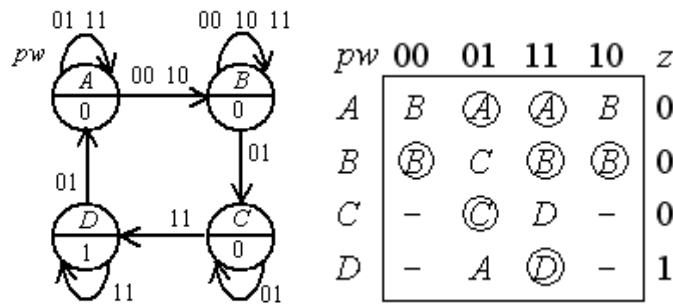 01 11
00 10 11
pw
A
0
00 10
B
0
01
01
D
1
11
C
0
11
01
pw 00 01 11 10 z
A B A A B 0
B B C B B 0
C – C D – 0
D – A D – 1